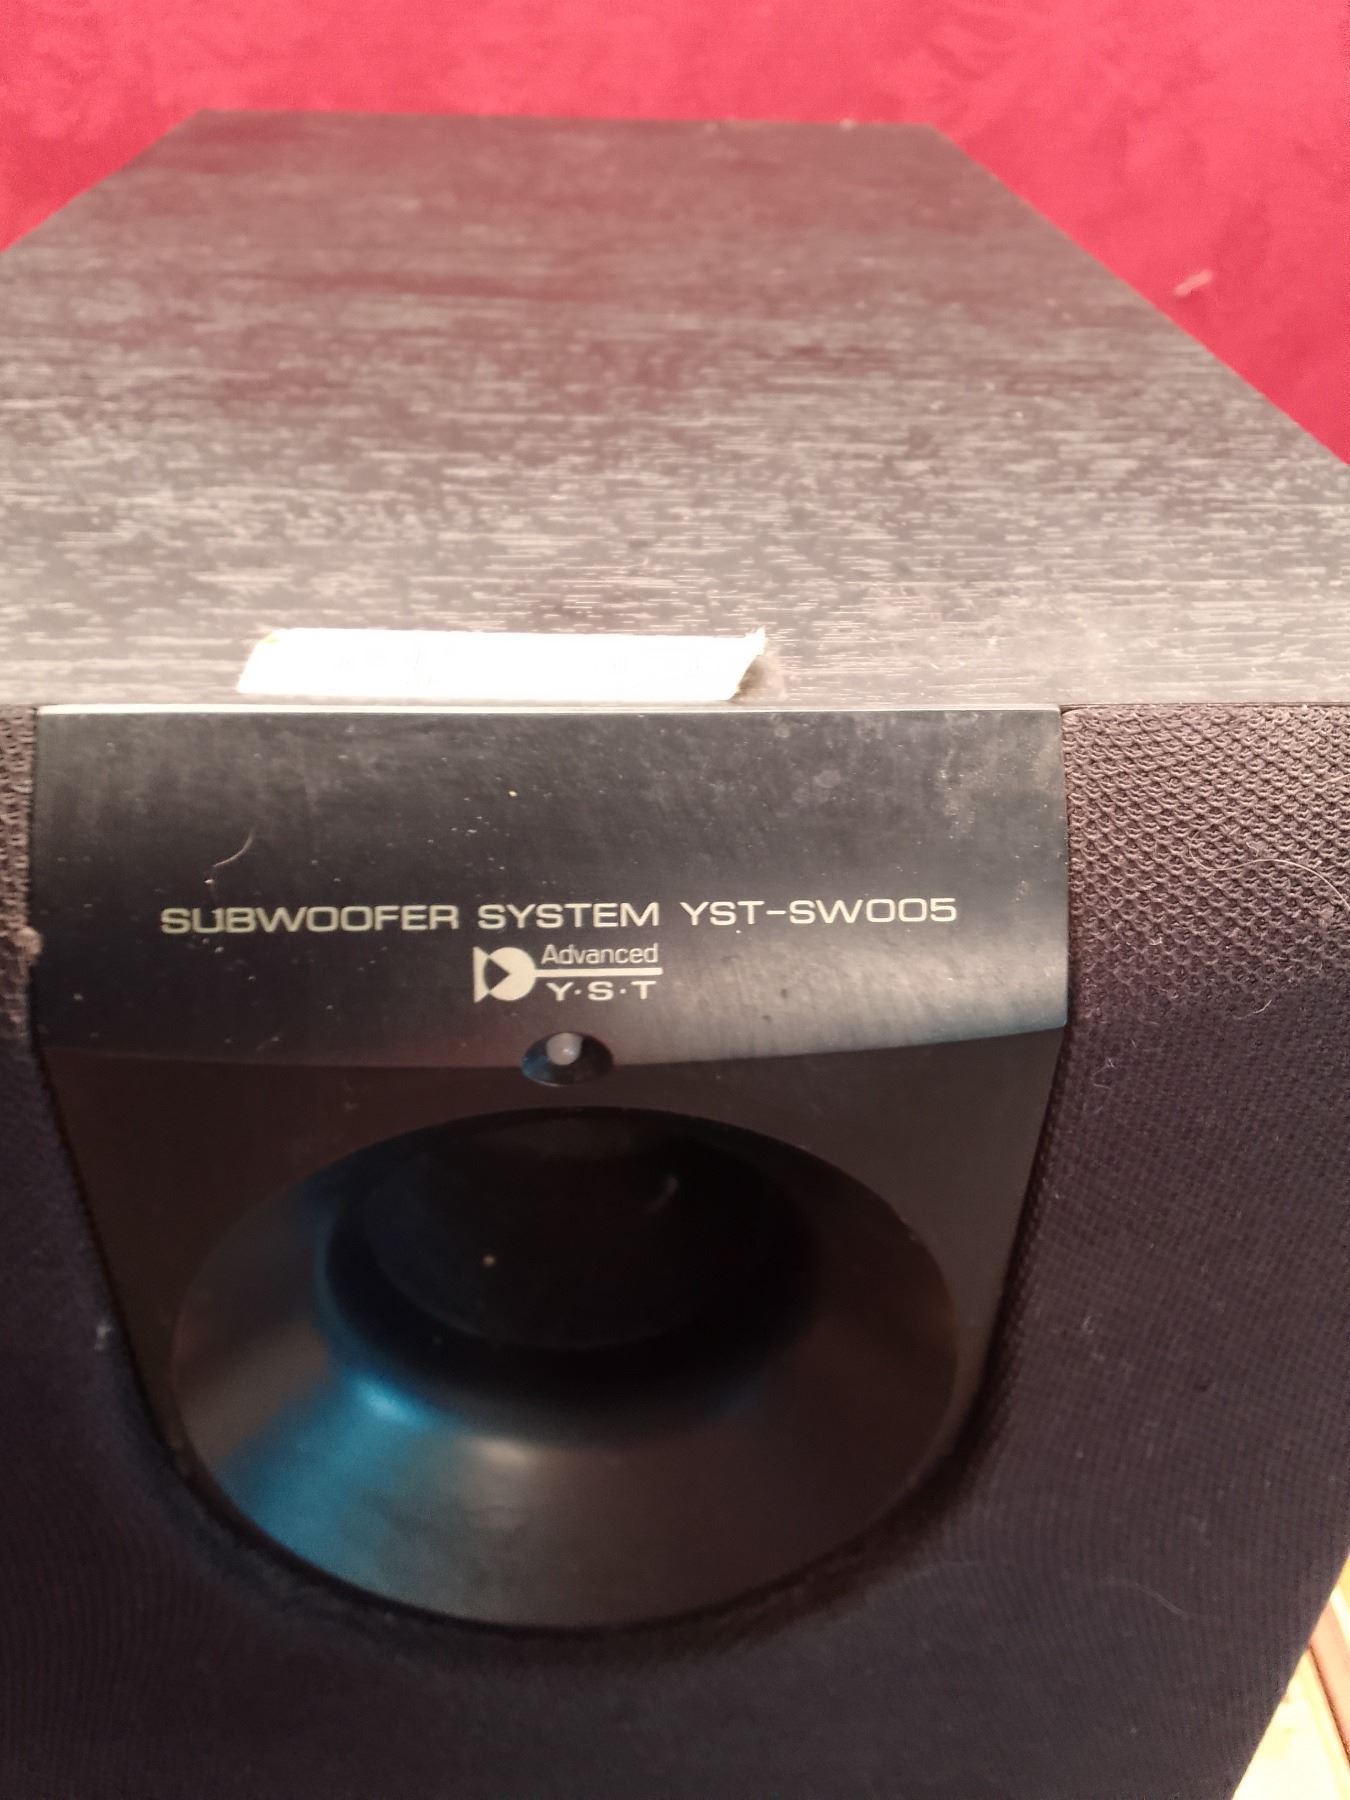 SUBWOOFER SYSTEM YST-SW005
Advanced
Y·S·T